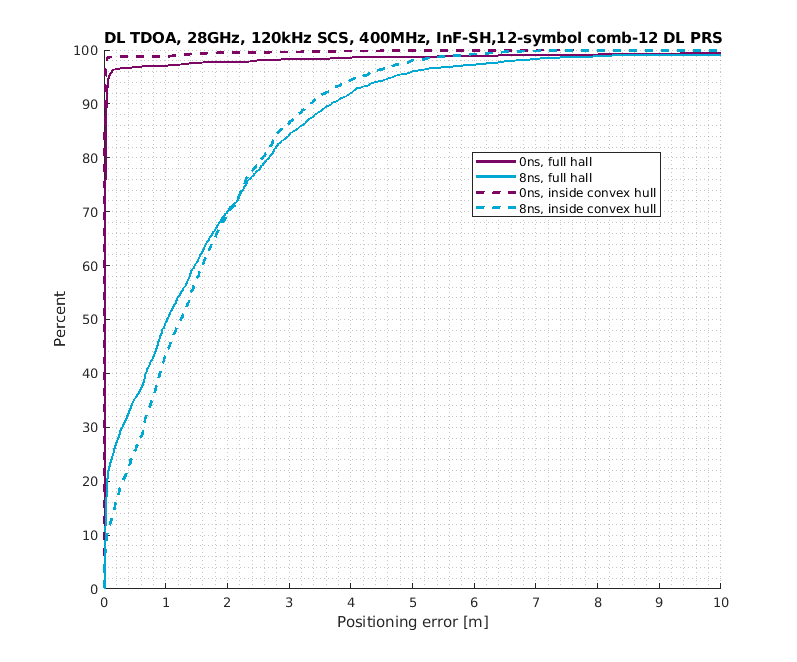 DL TDOA, 28GHz, 120kHz SCS, 400MHz, InF-SH,12-symbol comb-12 DL PRS
100
90
80
70
60
50
40
30
20
10
0
Percent
0ns, full hall
8ns, full hall
0ns, inside convex hull
8ns, inside convex hull
0 1 2 3 4 5 6 7 8 9 10
Positioning error [m]